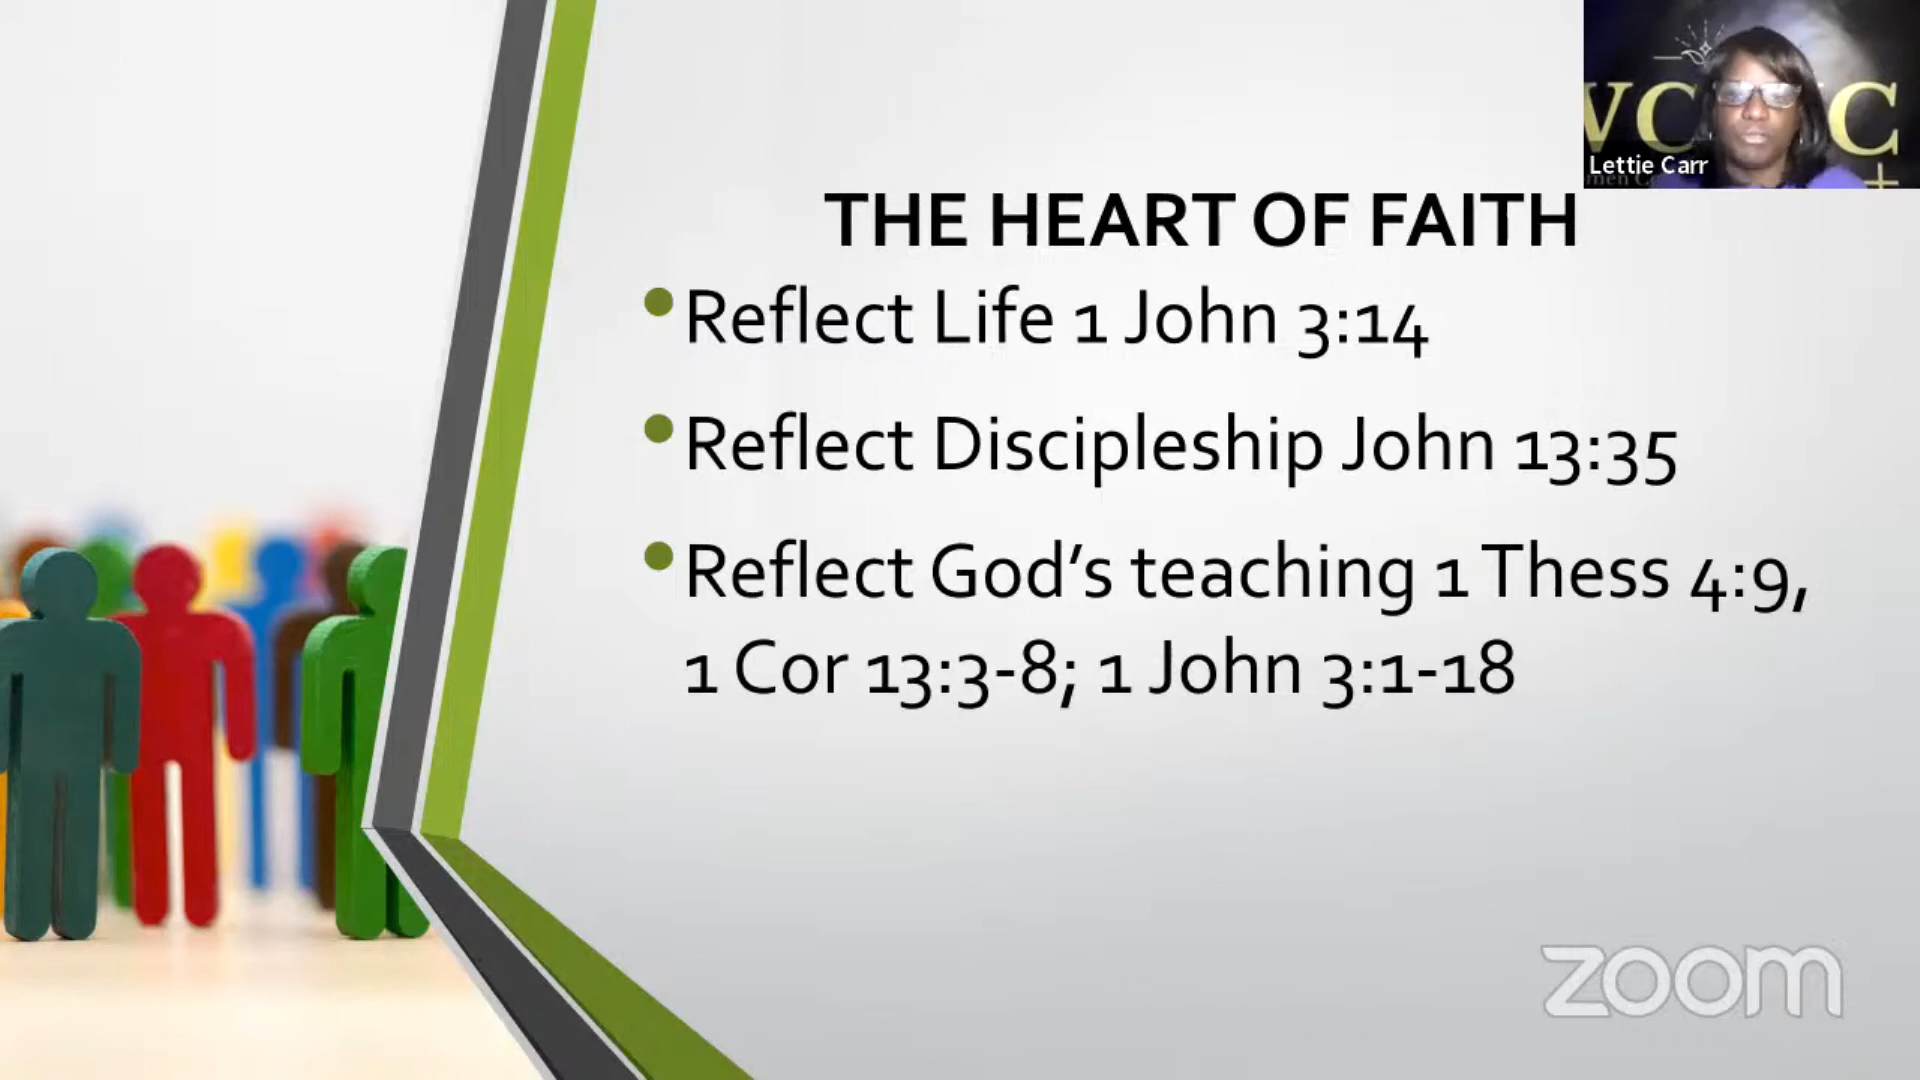 THE HEART OF FAITH
• Reflect Life 1 John 3:14
• Reflect Discipleship John 13:35
• Reflect God’s teaching 1 Thess 4:9,
1 Cor 13:3-8; 1 John 3:1-18
Lettie Carr
zoom